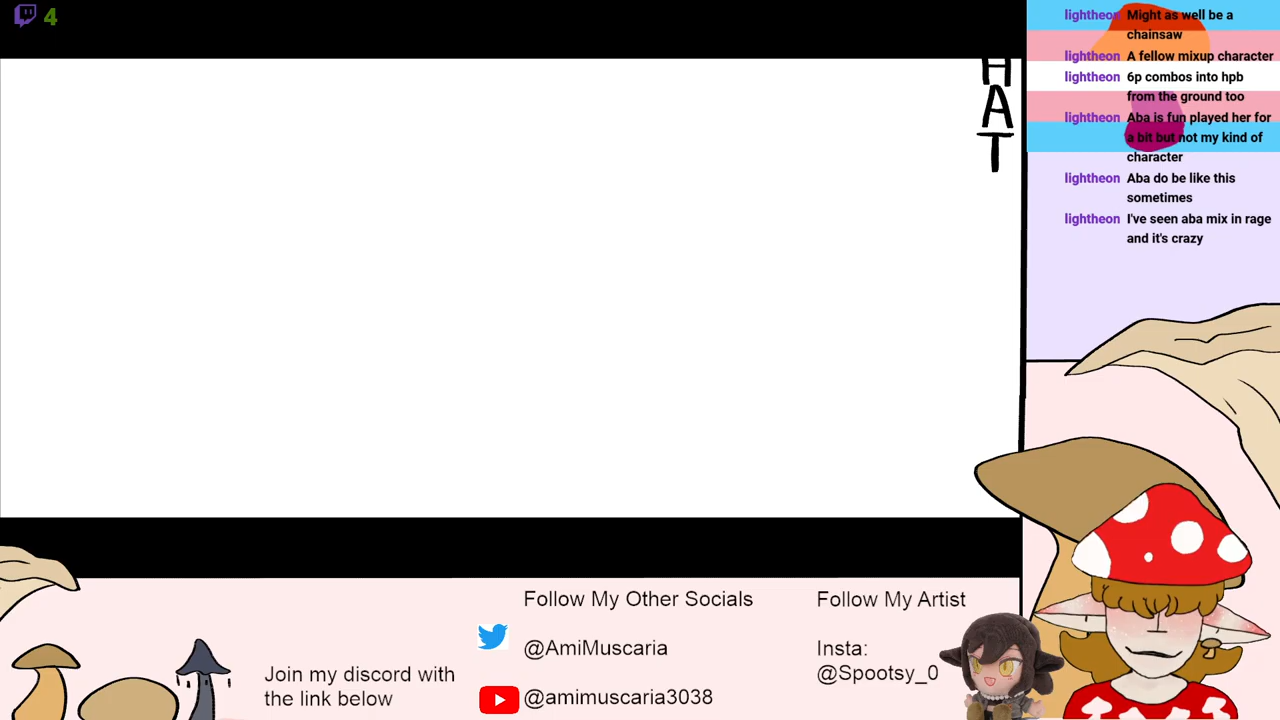 4
HAT
lightheon Might as well be a
chainsaw
lightheon A fellow mixup character
lightheon 6p combos into hpb
from the ground too
lightheon Aba is fun played her for
a bit but not my kind of
character
lightheon Aba do be like this
sometimes
lightheon I've seen aba mix in rage
and it's crazy
Follow My Other Socials
@AmiMuscaria
@amimuscaria3038
Follow My Artist
Insta:
@Spootsy_0
Join my discord with
the link below